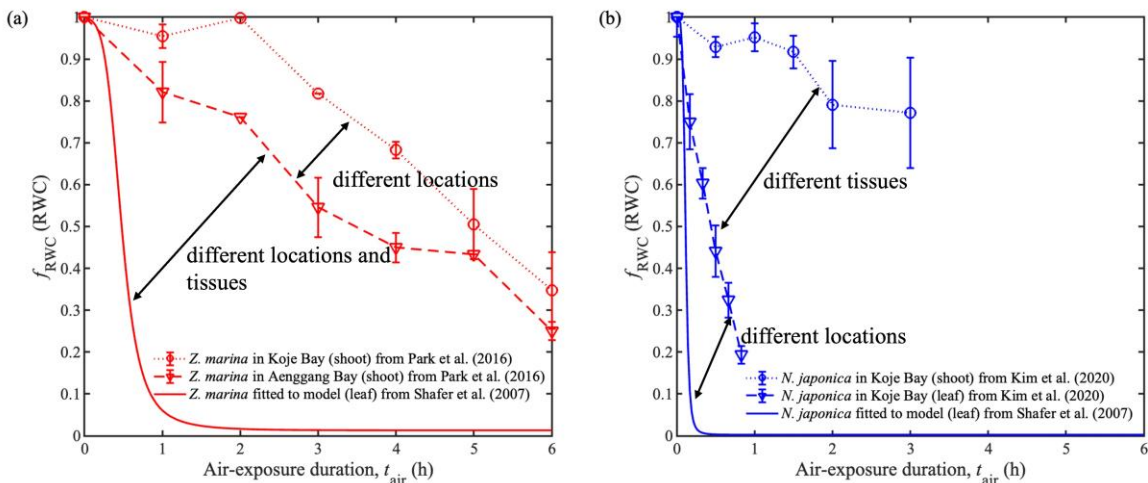 (a)
1
0.9
0.8
0.7
0.6
0.5
0.4
0.3
0.2
0.1
0
f_RWC (RWC)
different locations
different locations and
tissues
Z. marina in Koje Bay (shoot) from Park et al. (2016)
Z. marina in Aenggang Bay (shoot) from Park et al. (2016)
Z. marina fitted to model (leaf) from Shafer et al. (2007)
0 1 2 3 4 5 6
Air-exposure duration, t_air (h)
(b)
1
0.9
0.8
0.7
0.6
0.5
0.4
0.3
0.2
0.1
0
f_RWC (RWC)
different tissues
different locations
N. japonica in Koje Bay (shoot) from Kim et al. (2020)
N. japonica in Koje Bay (leaf) from Kim et al. (2020)
N. japonica fitted to model (leaf) from Shafer et al. (2007)
0 1 2 3 4 5 6
Air-exposure duration, t_air (h)